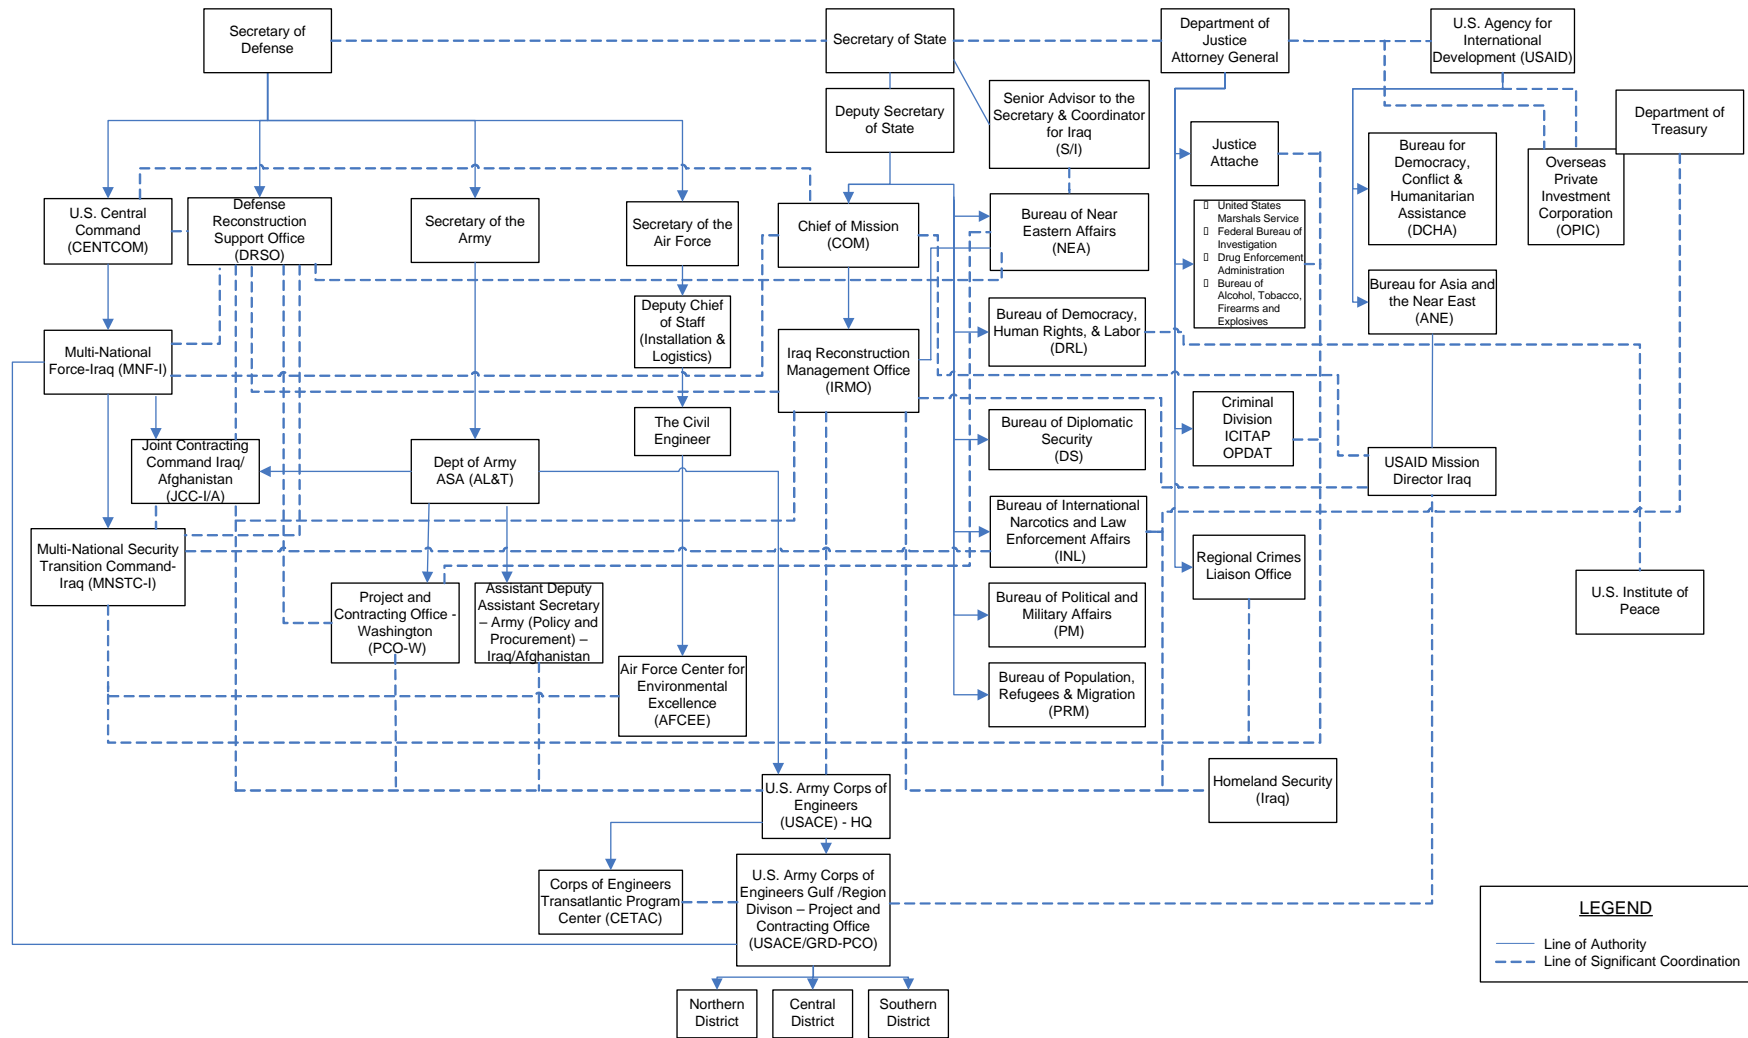 Secretary of
Defense
Secretary of State
Department of
Justice
Attorney General
U.S. Agency for
International
Development (USAID)
Deputy Secretary
of State
Senior Advisor to the
Secretary & Coordinator
for Iraq
(S/I)
Department of
Treasury
Justice
Attache
Bureau for
Democracy,
Conflict &
Humanitarian
Assistance
(DCHA)
Overseas
Private
Investment
Corporation
(OPIC)
U.S. Central
Command
(CENTCOM)
Defense
Reconstruction
Support Office
(DRSO)
Secretary of the
Army
Secretary of the
Air Force
Chief of Mission
(COM)
Bureau of Near
Eastern Affairs
(NEA)
United States
Marshals Service
Federal Bureau of
Investigation
Drug Enforcement
Administration
Bureau of
Alcohol, Tobacco,
Firearms and
Explosives
Bureau for Asia and
the Near East
(ANE)
Deputy Chief
of Staff
(Installation &
Logistics)
Multi-National
Force-Iraq (MNF-I)
Iraq Reconstruction
Management Office
(IRMO)
Bureau of Democracy,
Human Rights, & Labor
(DRL)
The Civil
Engineer
Criminal
Division
ICITAP
OPDAT
Joint Contracting
Command Iraq/
Afghanistan
(JCC-I/A)
Dept of Army
ASA (AL&T)
Bureau of Diplomatic
Security
(DS)
USAID Mission
Director Iraq
Multi-National Security
Transition Command-
Iraq (MNSTC-I)
Bureau of International
Narcotics and Law
Enforcement Affairs
(INL)
Regional Crimes
Liaison Office
Project and
Contracting Office -
Washington
(PCO-W)
Assistant Deputy
Assistant Secretary
– Army (Policy and
Procurement) –
Iraq/Afghanistan
Bureau of Political and
Military Affairs
(PM)
U.S. Institute of
Peace
Air Force Center for
Environmental
Excellence
(AFCEE)
Bureau of Population,
Refugees & Migration
(PRM)
U.S. Army Corps of
Engineers
(USACE) - HQ
Homeland Security
(Iraq)
Corps of Engineers
Transatlantic Program
Center (CETAC)
U.S. Army Corps of
Engineers Gulf /Region
Divison – Project and
Contracting Office
(USACE/GRD-PCO)
Northern
District
Central
District
Southern
District
LEGEND
Line of Authority
Line of Significant Coordination